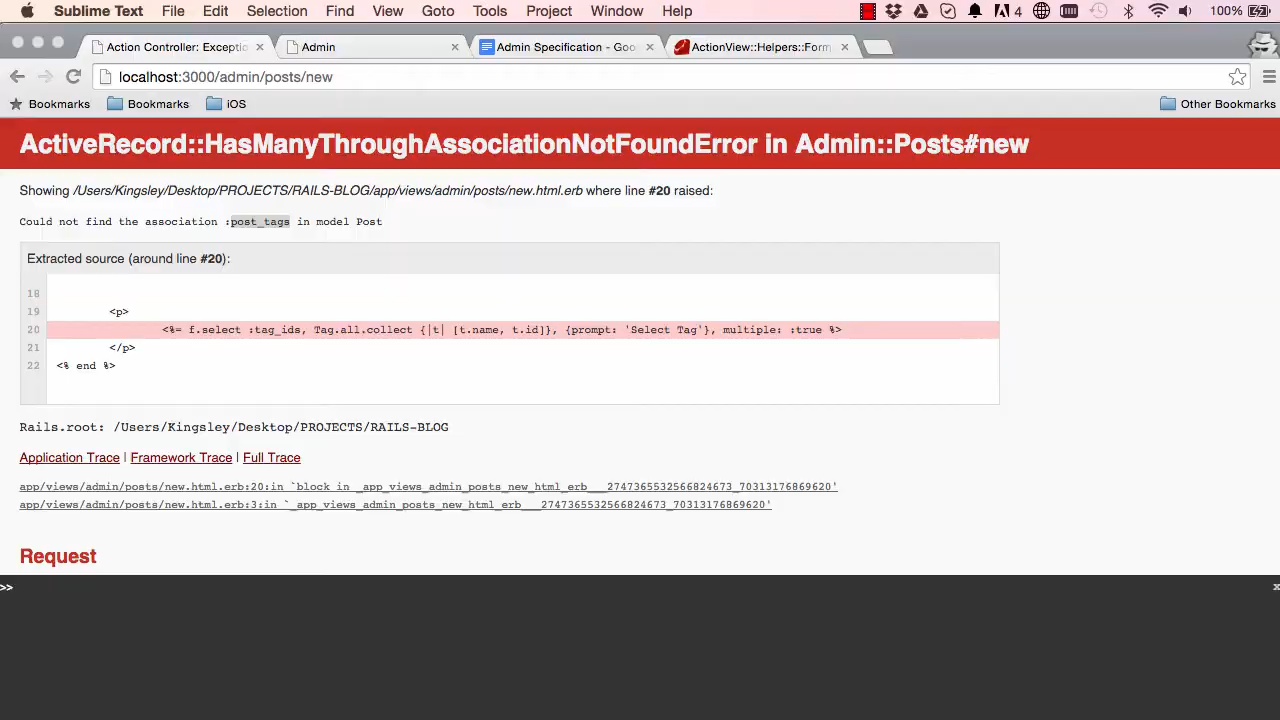 Sublime Text File Edit Selection Find View Goto Tools Project Window Help 4 100%
Action Controller: Excepti Admin Admin Specification - Goo ActionView::Helpers::Form
localhost:3000/admin/posts/new
Bookmarks Bookmarks iOS Other Bookmarks
ActiveRecord::HasManyThroughAssociationNotFoundError in Admin::Posts#new
Showing /Users/Kingsley/Desktop/PROJECTS/RAILS-BLOG/app/views/admin/posts/new.html.erb where line #20 raised:
Could not find the association :post_tags in model Post
Extracted source (around line #20):
18
19 <p>
20 <%= f.select :tag_ids, Tag.all.collect {|t| [t.name, t.id]}, {prompt: 'Select Tag'}, multiple: :true %>
21 </p>
22 <% end %>
Rails.root: /Users/Kingsley/Desktop/PROJECTS/RAILS-BLOG
Application Trace | Framework Trace | Full Trace
app/views/admin/posts/new.html.erb:20:in `block in _app_views_admin_posts_new_html_erb___2747365532566824673_70313176869620'
app/views/admin/posts/new.html.erb:3:in `_app_views_admin_posts_new_html_erb___2747365532566824673_70313176869620'
Request
>> x